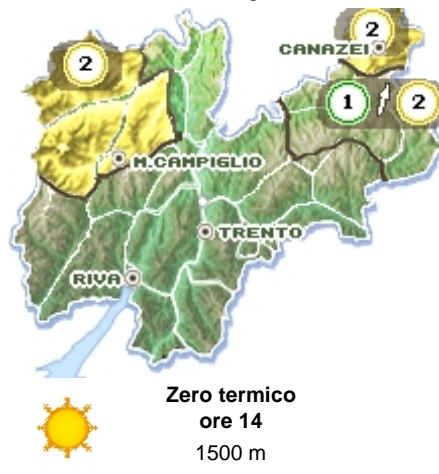 2
CANAZEI
2
1 2
M.CAMPIGLIO
TRENTO
RIVA
Zero termico
ore 14
1500 m